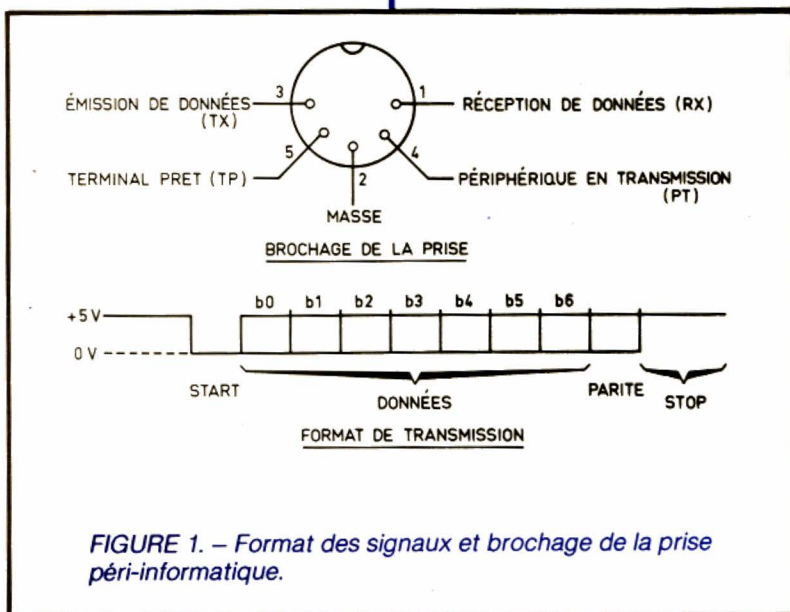 3
1
ÉMISSION DE DONNÉES
(TX)
RÉCEPTION DE DONNÉES (RX)
5
4
TERMINAL PRET (TP)
2
PÉRIPHÉRIQUE EN TRANSMISSION
(PT)
MASSE
BROCHAGE DE LA PRISE
b0 b1 b2 b3 b4 b5 b6
+5V
0V
START
DONNÉES
PARITE
STOP
FORMAT DE TRANSMISSION
FIGURE 1. – Format des signaux et brochage de la prise
péri-informatique.